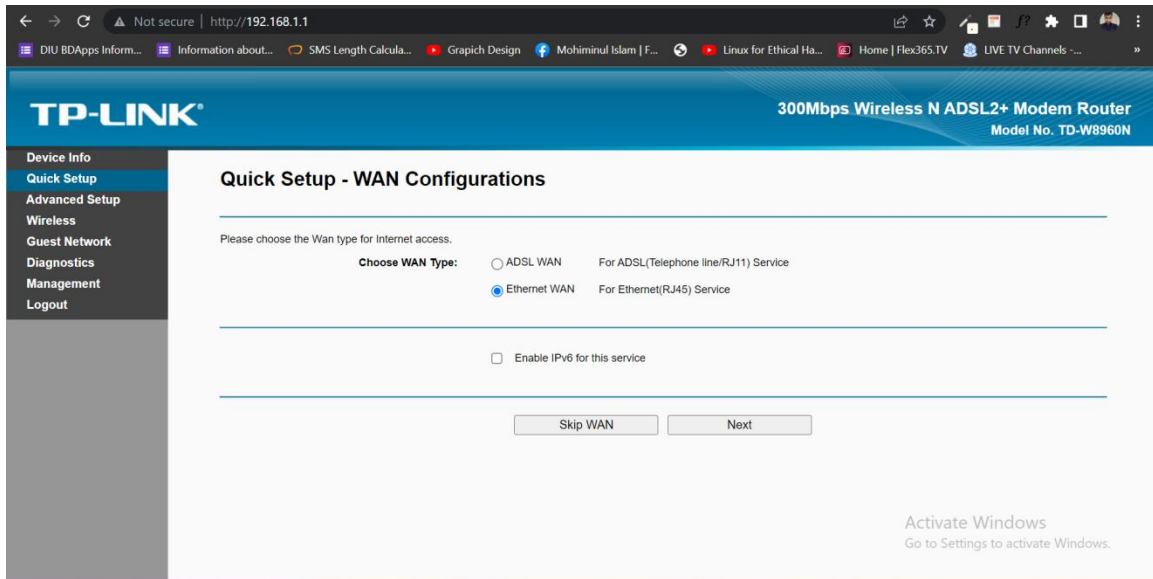 Not secure | http://192.168.1.1
DIU BDApps Inform... Information about... SMS Length Calcula... Grapich Design Mohiminul Islam | F... Linux for Ethical Ha... Home | Flex365.TV LIVE TV Channels -... »
TP-LINK®
300Mbps Wireless N ADSL2+ Modem Router
Model No. TD-W8960N
Device Info
Quick Setup
Advanced Setup
Wireless
Guest Network
Diagnostics
Management
Logout
Quick Setup - WAN Configurations
Please choose the Wan type for Internet access.
Choose WAN Type: ADSL WAN For ADSL(Telephone line/RJ11) Service
Ethernet WAN For Ethernet(RJ45) Service
Enable IPv6 for this service
Skip WAN Next
Activate Windows
Go to Settings to activate Windows.